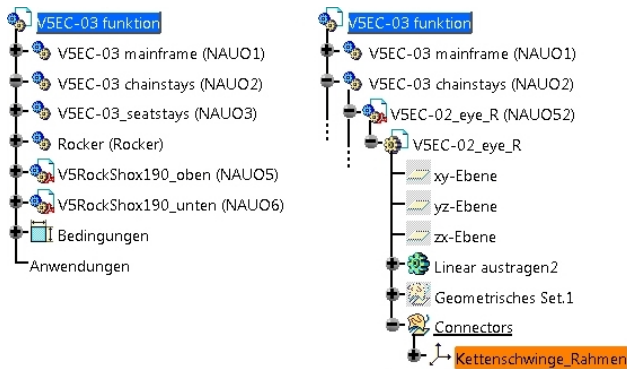 V5EC-03 funktion
V5EC-03 mainframe (NAUO1)
V5EC-03 chainstays (NAUO2)
V5EC-03_seatstays (NAUO3)
Rocker (Rocker)
V5RockShox190_oben (NAUO5)
V5RockShox190_unten (NAUO6)
Bedingungen
Anwendungen
V5EC-03 funktion
V5EC-03 mainframe (NAUO1)
V5EC-03 chainstays (NAUO2)
V5EC-02_eye_R (NAUO52)
V5EC-02_eye_R
xy-Ebene
yz-Ebene
zx-Ebene
Linear austragen2
Geometrisches Set.1
Connectors
Kettenschwinge_Rahmen